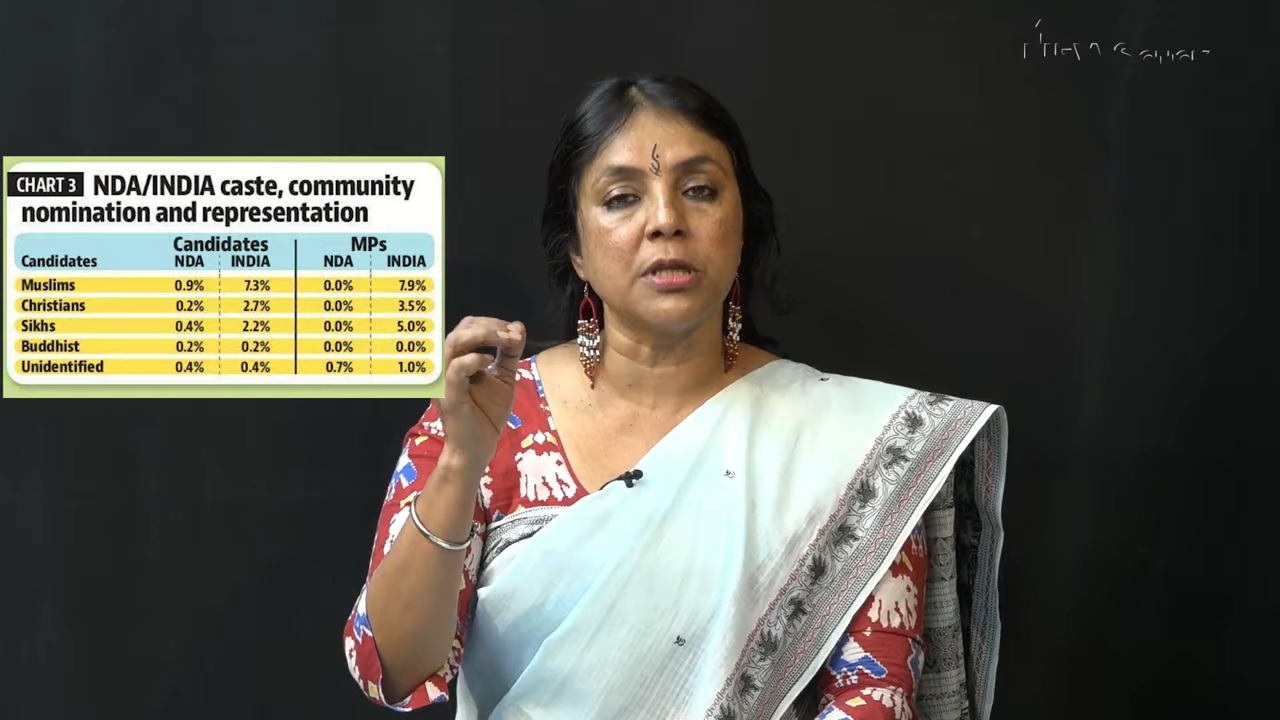 CHART 3 NDA/INDIA caste, community
nomination and representation
Candidates MPs
Candidates NDA INDIA NDA INDIA
Muslims 0.9% 7.3% 0.0% 7.9%
Christians 0.2% 2.7% 0.0% 3.5%
Sikhs 0.4% 2.2% 0.0% 5.0%
Buddhist 0.2% 0.2% 0.0% 0.0%
Unidentified 0.4% 0.4% 0.7% 1.0%